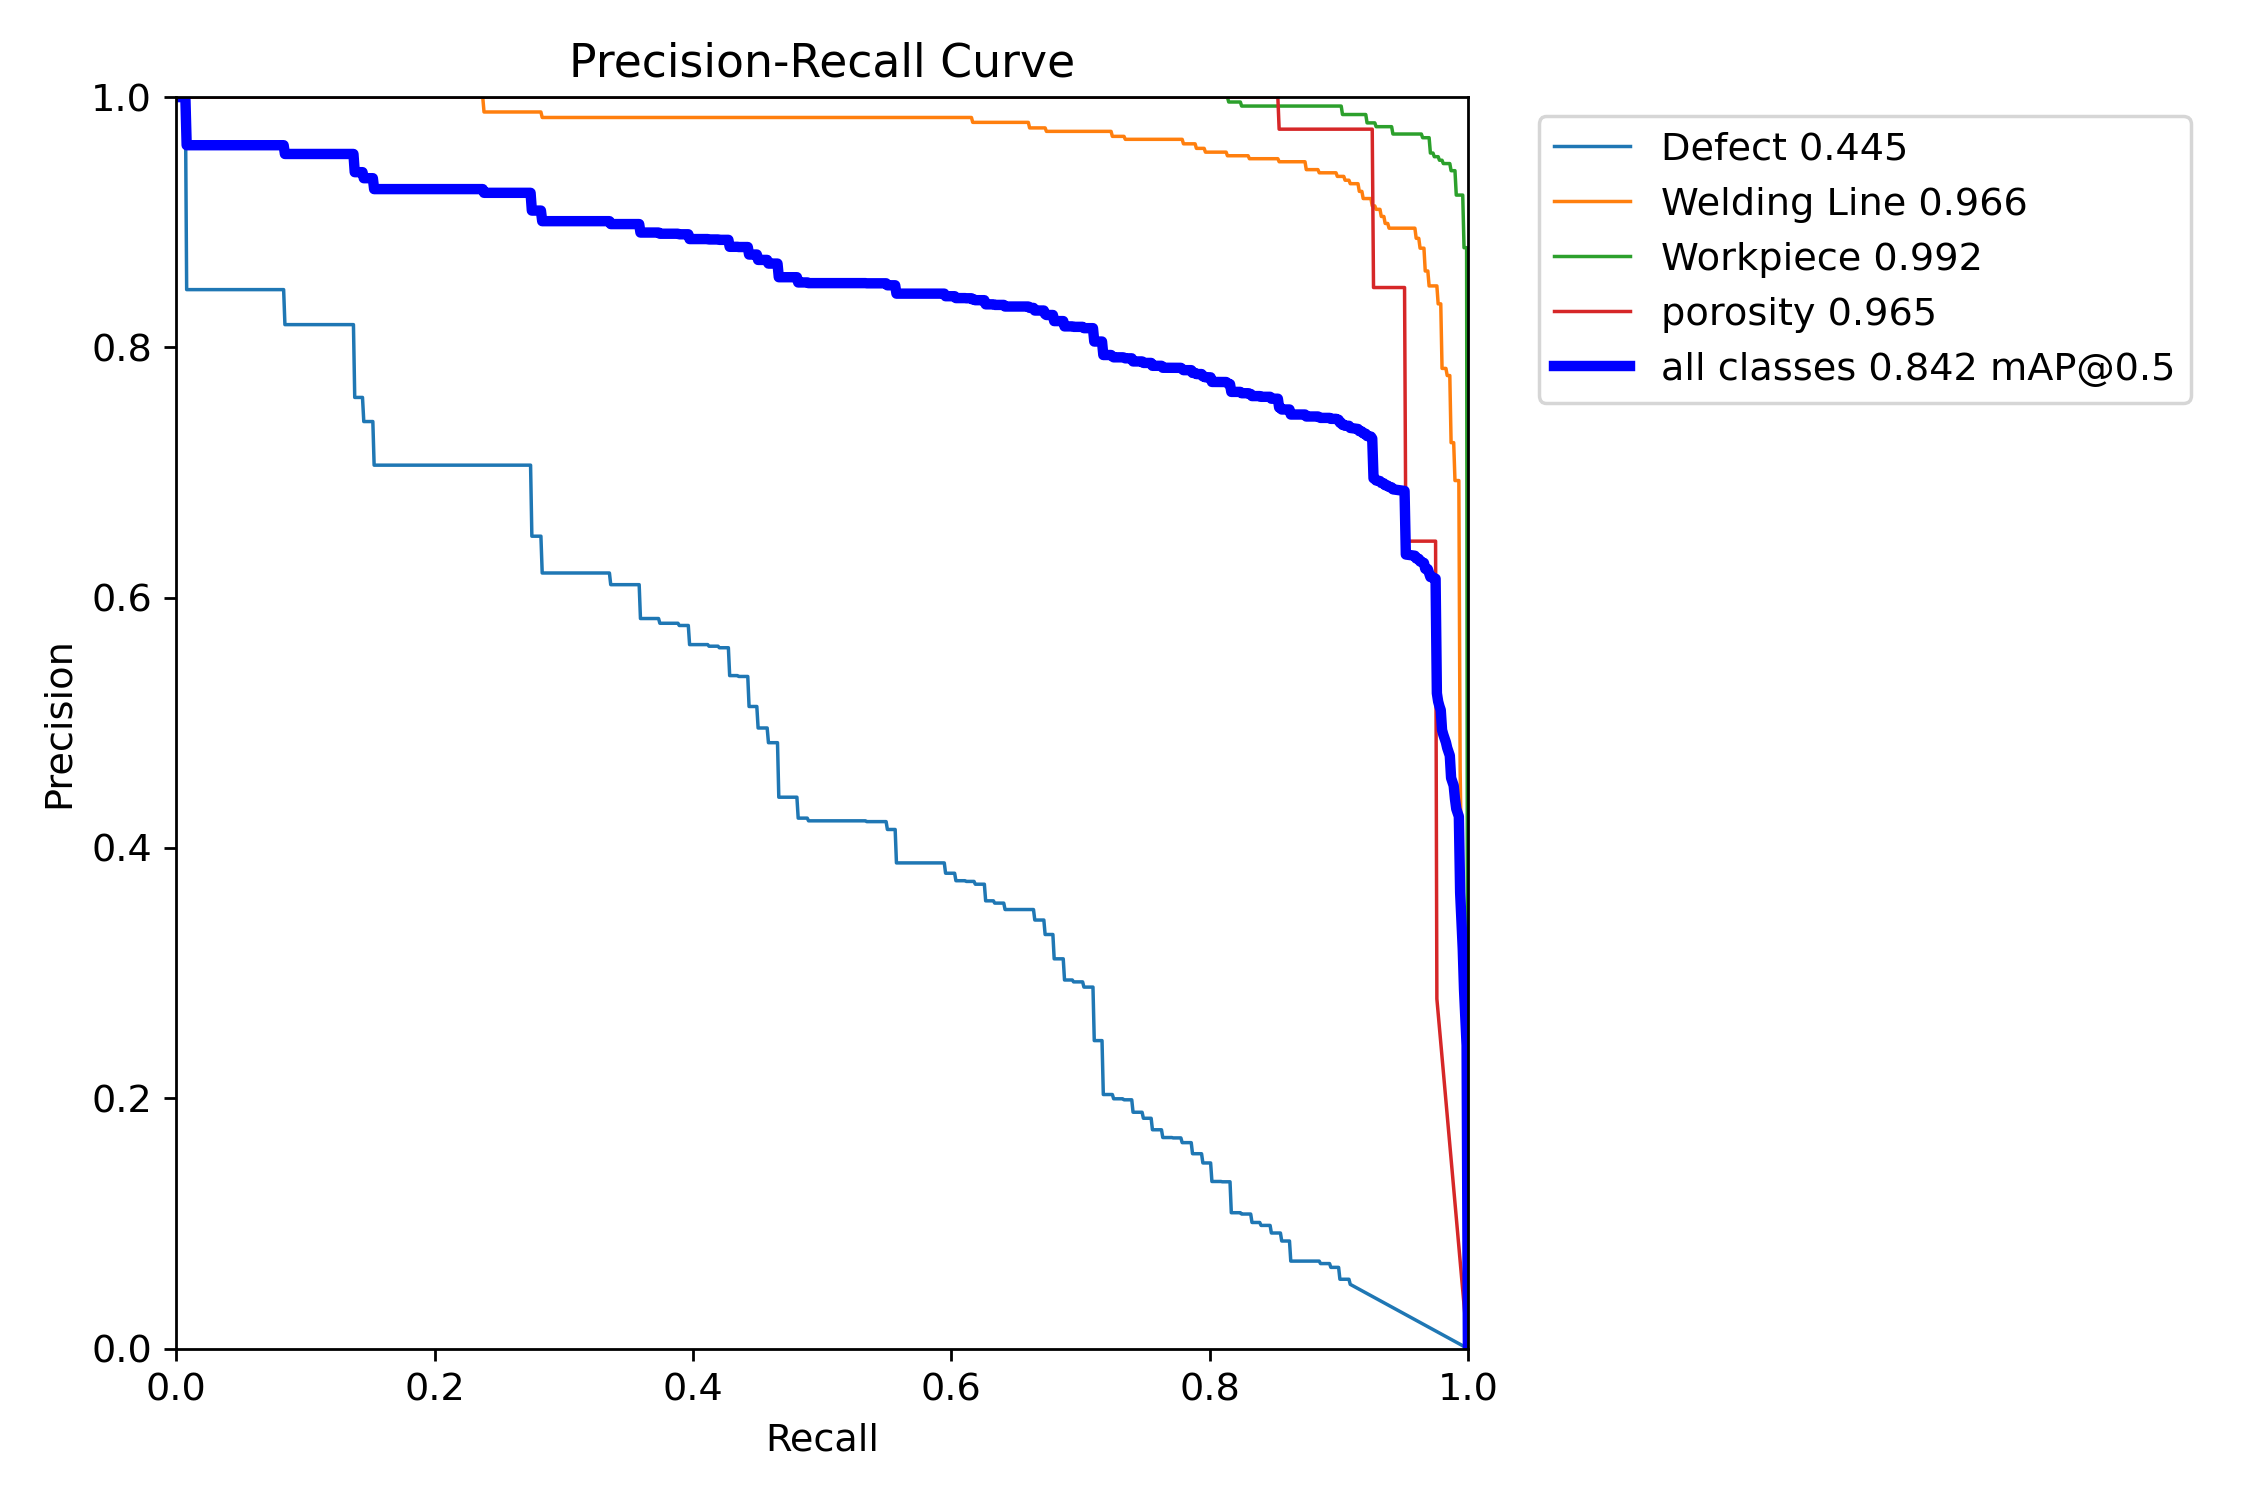 Precision-Recall Curve
1.0
0.8
0.6
0.4
0.2
0.0
Precision
0.0 0.2 0.4 0.6 0.8 1.0
Recall
Defect 0.445
Welding Line 0.966
Workpiece 0.992
porosity 0.965
all classes 0.842 mAP@0.5